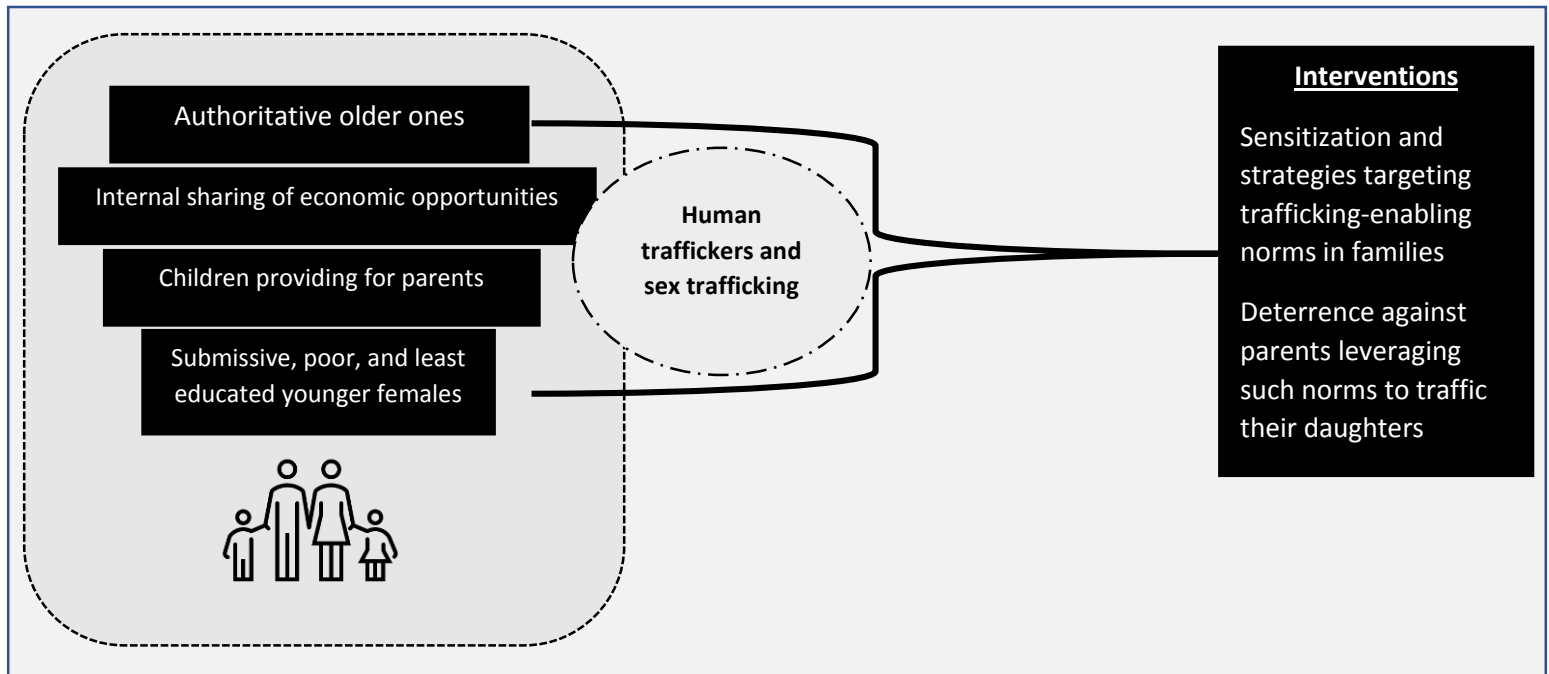 Authoritative older ones
Internal sharing of economic opportunities
Children providing for parents
Submissive, poor, and least
educated younger females
Human
traffickers and
sex trafficking
Interventions
Sensitization and
strategies targeting
trafficking-enabling
norms in families
Deterrence against
parents leveraging
such norms to traffic
their daughters